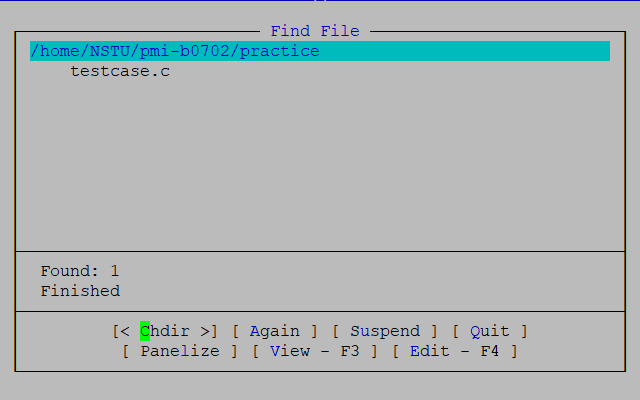 Find File
/home/NSTU/pmi-b0702/practice
testcase.c
Found: 1
Finished
[< Chdir >] [ Again ] [ Suspend ] [ Quit ]
[ Panelize ] [ View - F3 ] [ Edit - F4 ]